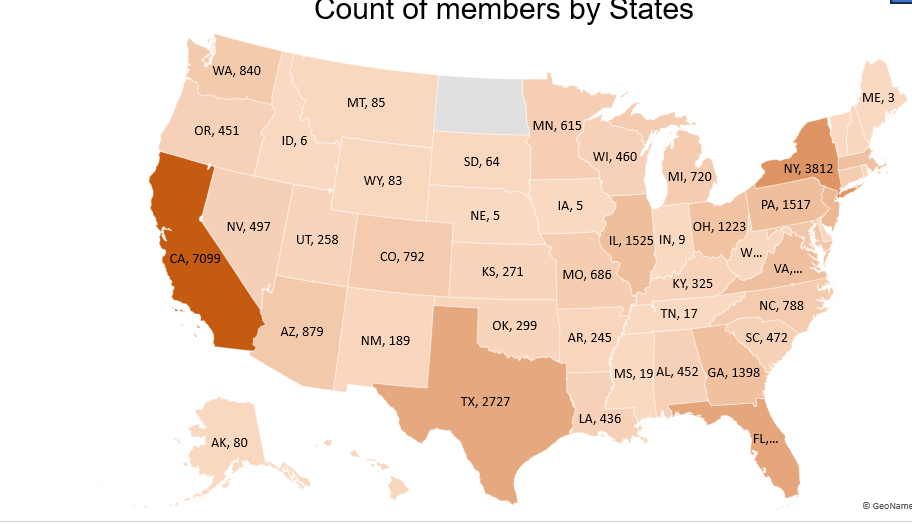 Count of members by States
WA, 840
MT, 85
ME, 3
OR, 451
ID, 6
MN, 615
SD, 64
WI, 460
NY, 3812
WY, 83
MI, 720
NE, 5
IA, 5
PA, 1517
NV, 497
UT, 258
IL, 1525
IN, 9
OH, 1223
CO, 792
W...
CA, 7099
KS, 271
MO, 686
VA,...
KY, 325
NC, 788
TN, 17
AZ, 879
NM, 189
OK, 299
AR, 245
SC, 472
MS, 19
AL, 452
GA, 1398
TX, 2727
LA, 436
FL,...
AK, 80
© GeoName